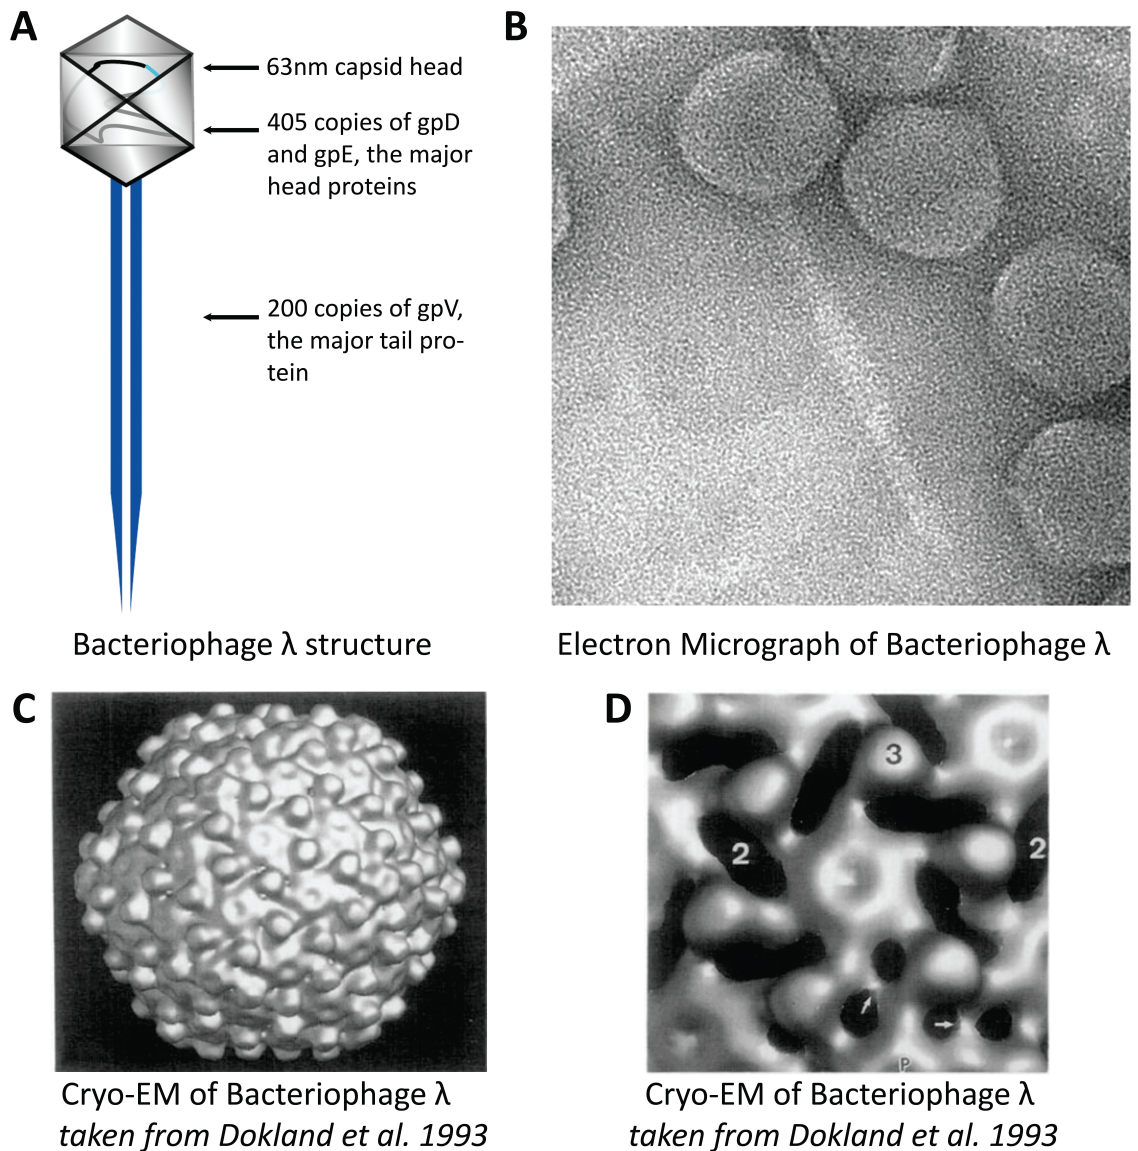 A
63nm capsid head
405 copies of gpD
and gpE, the major
head proteins
200 copies of gpV,
the major tail pro-
tein
Bacteriophage λ structure
B
Electron Micrograph of Bacteriophage λ
C
Cryo-EM of Bacteriophage λ
taken from Dokland et al. 1993
D
3
2
2
P
Cryo-EM of Bacteriophage λ
taken from Dokland et al. 1993